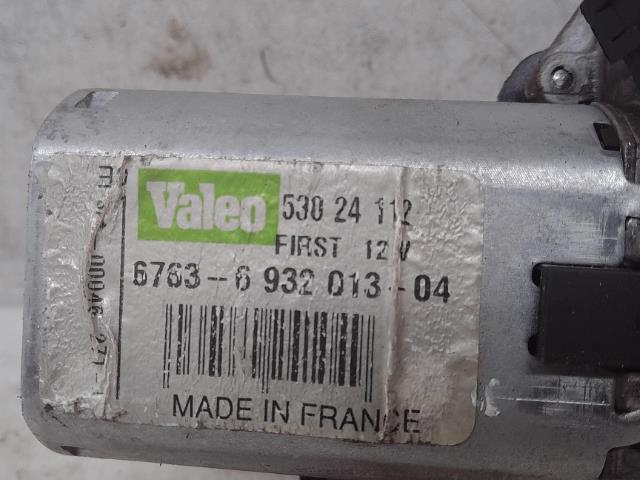 Valeo 530 24 112
FIRST 12 V
6763-6 932 013-04
MADE IN FRANCE